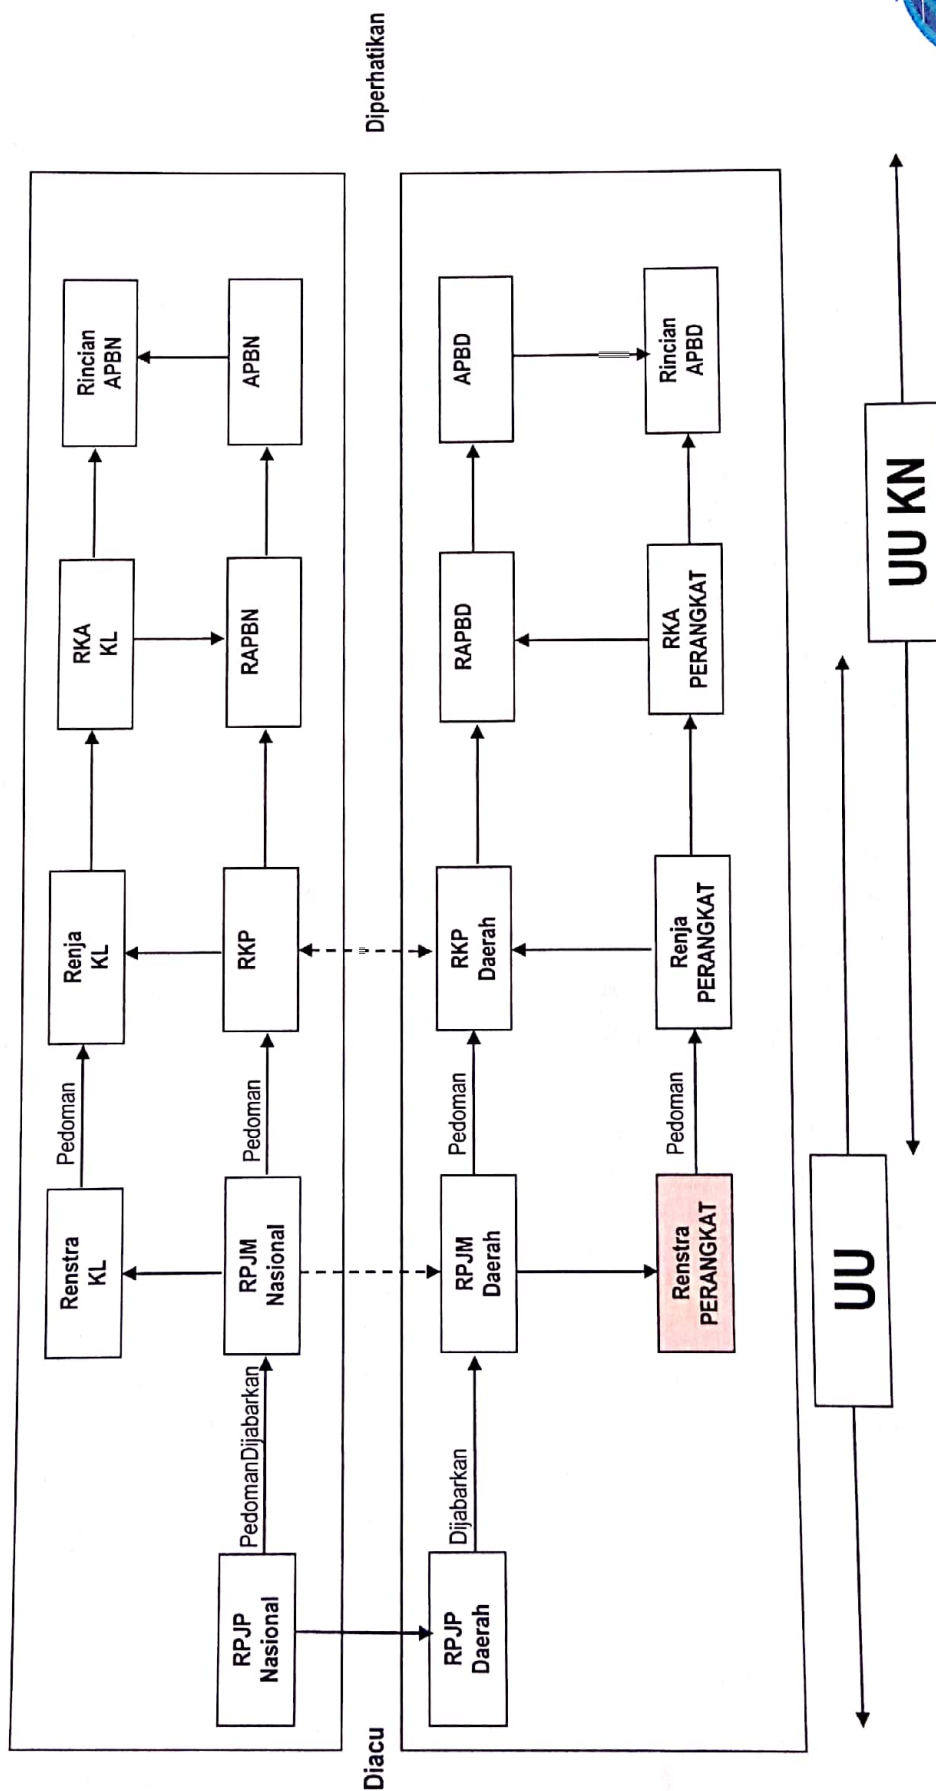 Renstra
KL
Pedoman
Renja
KL
RKA
KL
Rincian
APBN
RPJP
Nasional
PedomanDijabarkan
RPJM
Nasional
Pedoman
RKP
RAPBN
APBN
Diacu
Diperhatikan
RPJP
Daerah
Dijabarkan
RPJM
Daerah
Pedoman
RKP
Daerah
RAPBD
APBD
Renstra
PERANGKAT
Pedoman
Renja
PERANGKAT
RKA
PERANGKAT
Rincian
APBD
UU
UU KN